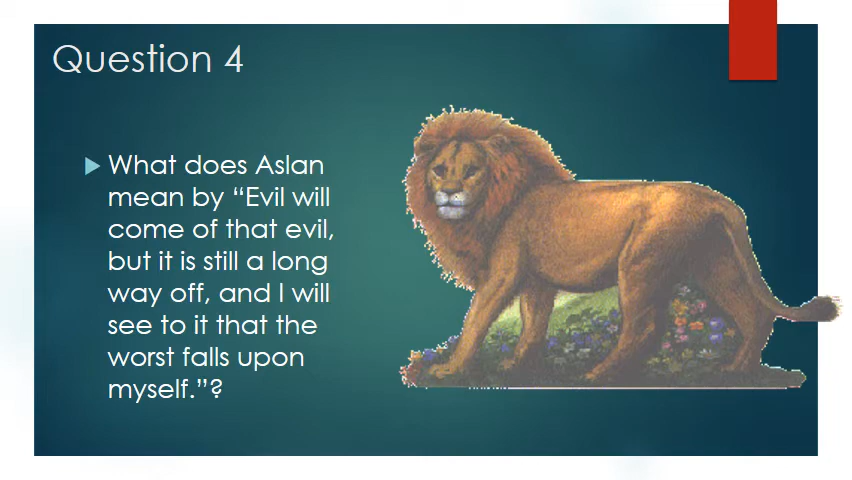 Question 4
What does Aslan
mean by “Evil will
come of that evil,
but it is still a long
way off, and I will
see to it that the
worst falls upon
myself.”?